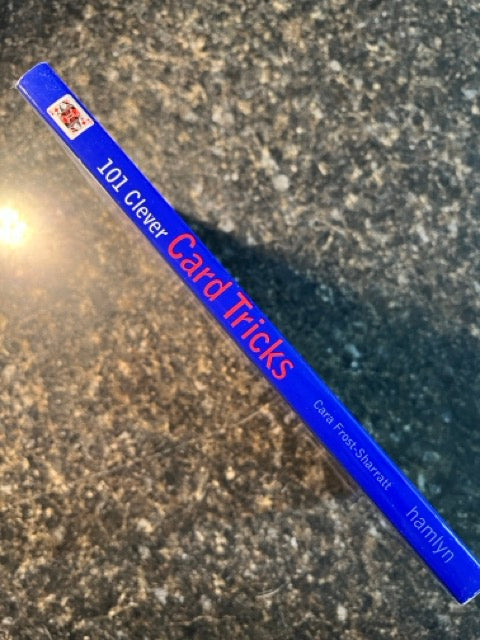 101 Clever
Card Tricks
Cara Frost-Sharratt
hamlyn